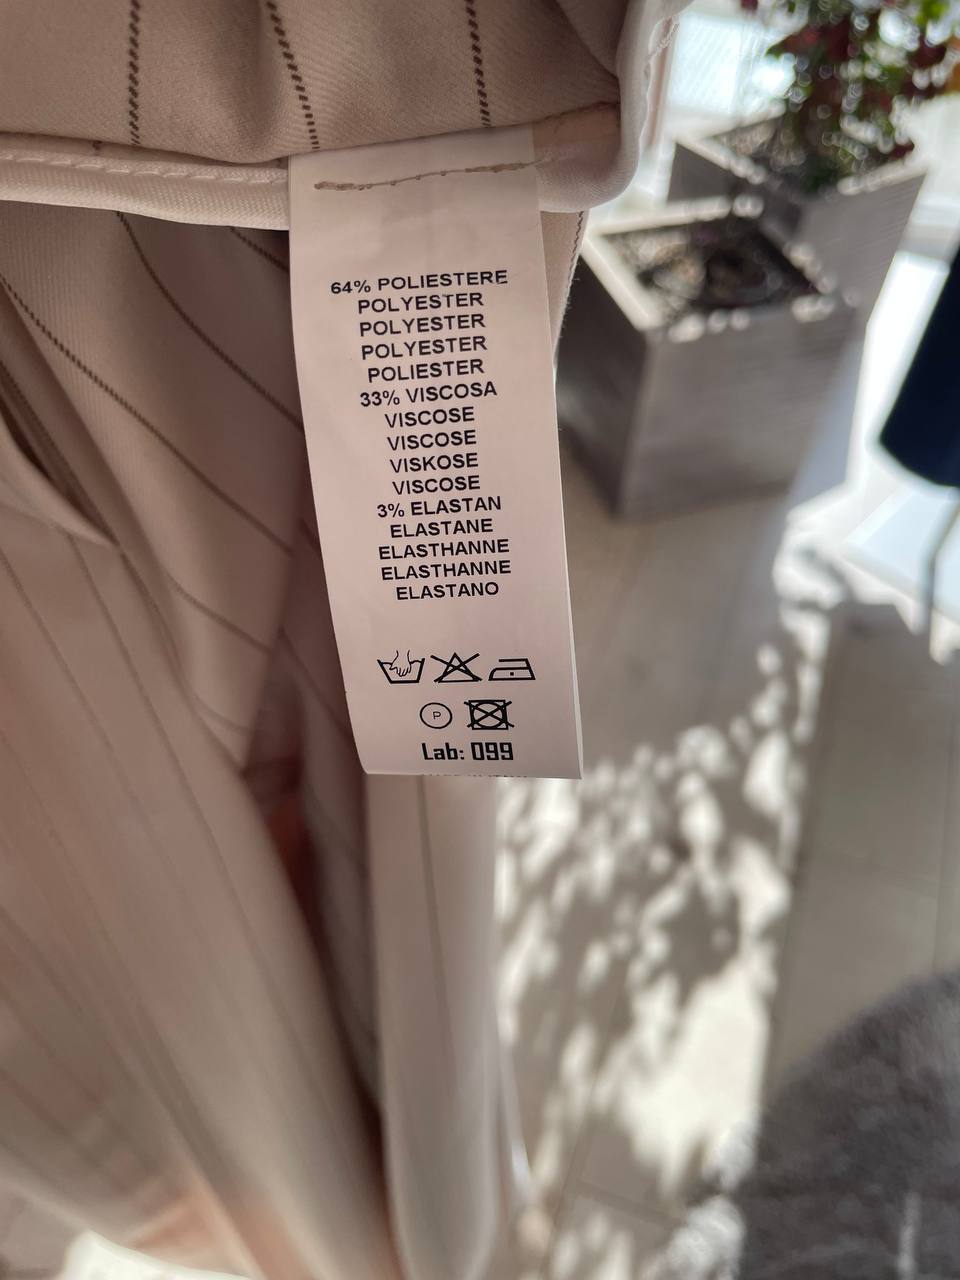 64% POLIESTERE
POLYESTER
POLYESTER
POLYESTER
POLIESTER
33% VISCOSA
VISCOSE
VISCOSE
VISKOSE
VISCOSE
3% ELASTAN
ELASTANE
ELASTHANNE
ELASTHANNE
ELASTANO
P
Lab: 099